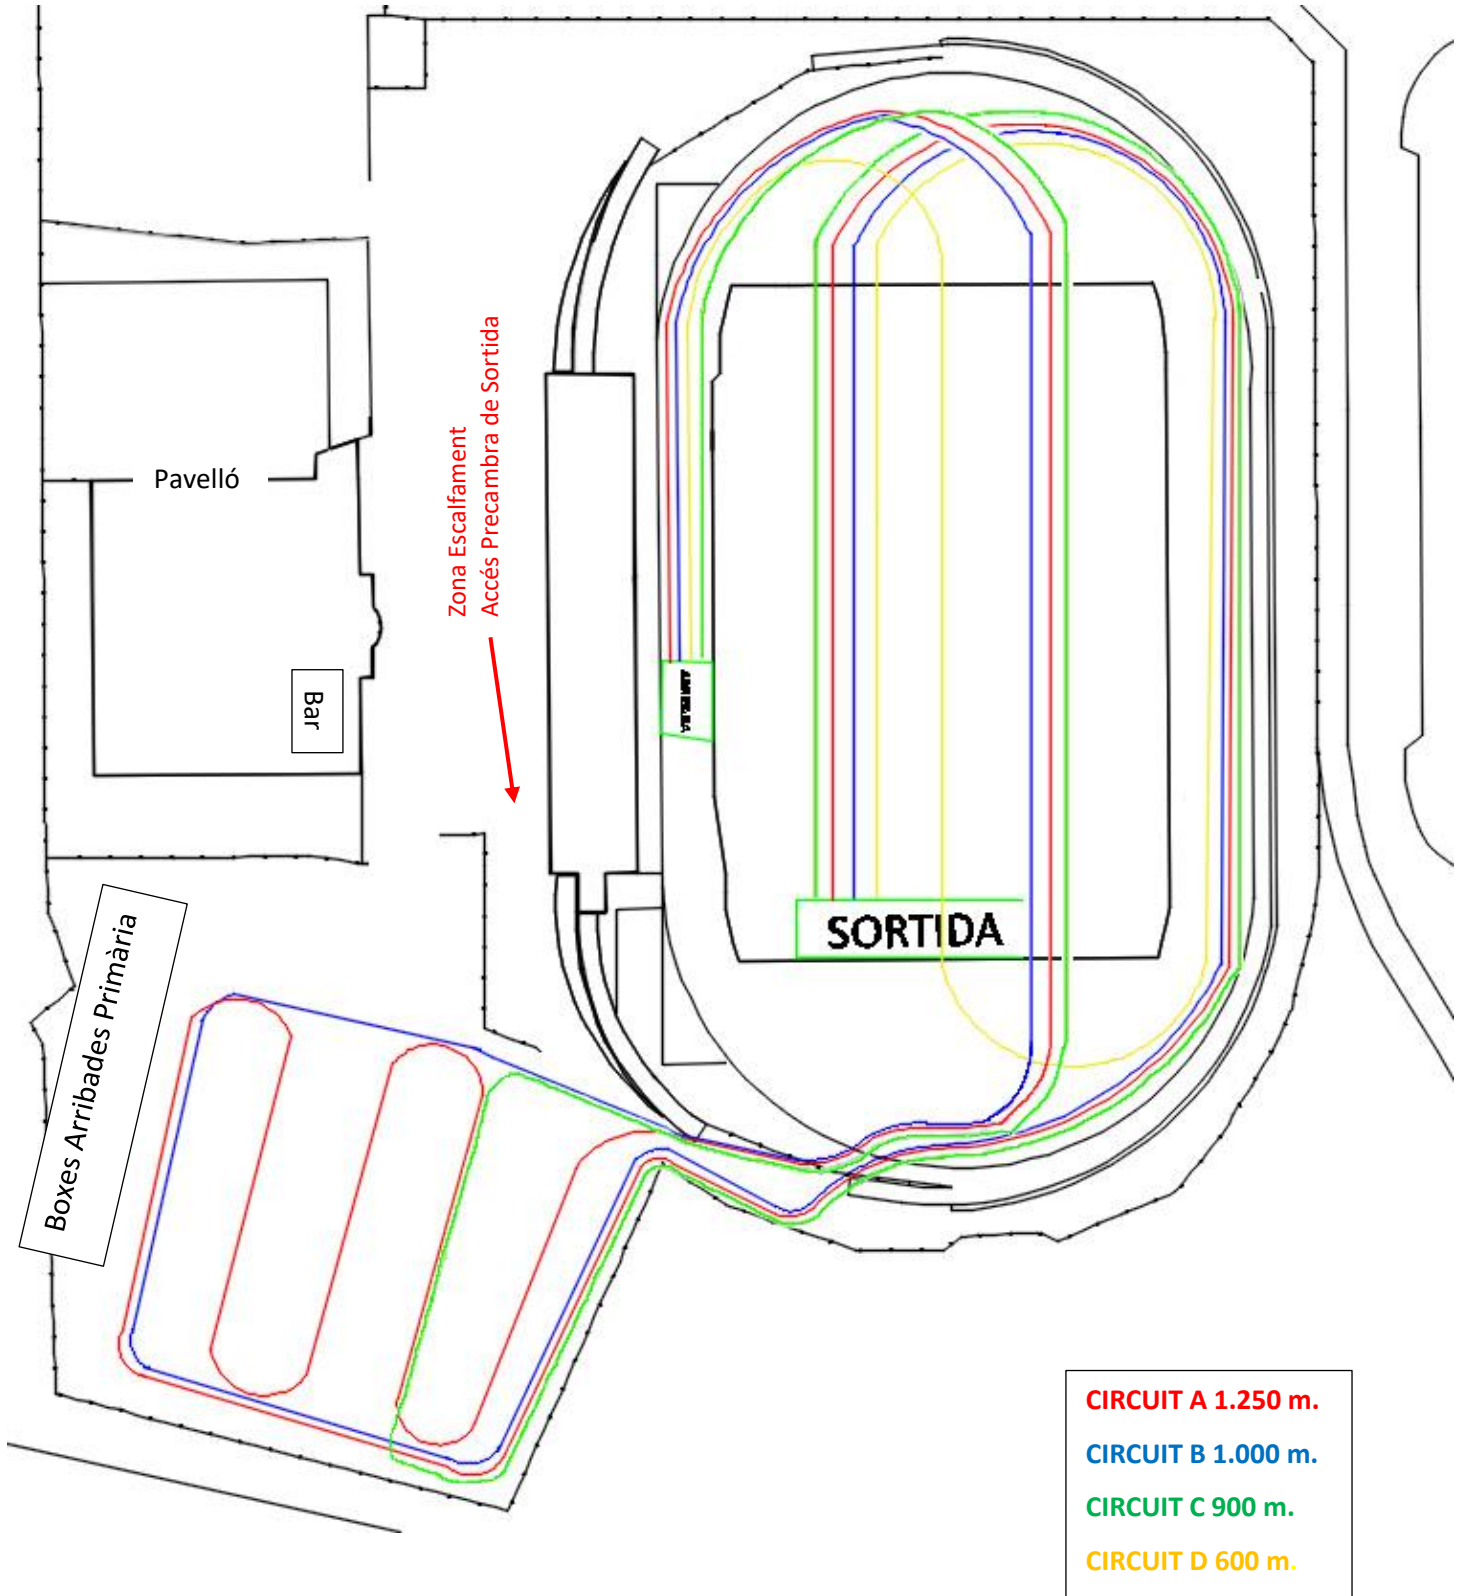 Zona Escalfament
Accés Precambra de Sortida
Pavelló
Bar
SORTIDA
Boxes Arribades Primària
CIRCUIT A 1.250 m.
CIRCUIT B 1.000 m.
CIRCUIT C 900 m.
CIRCUIT D 600 m.